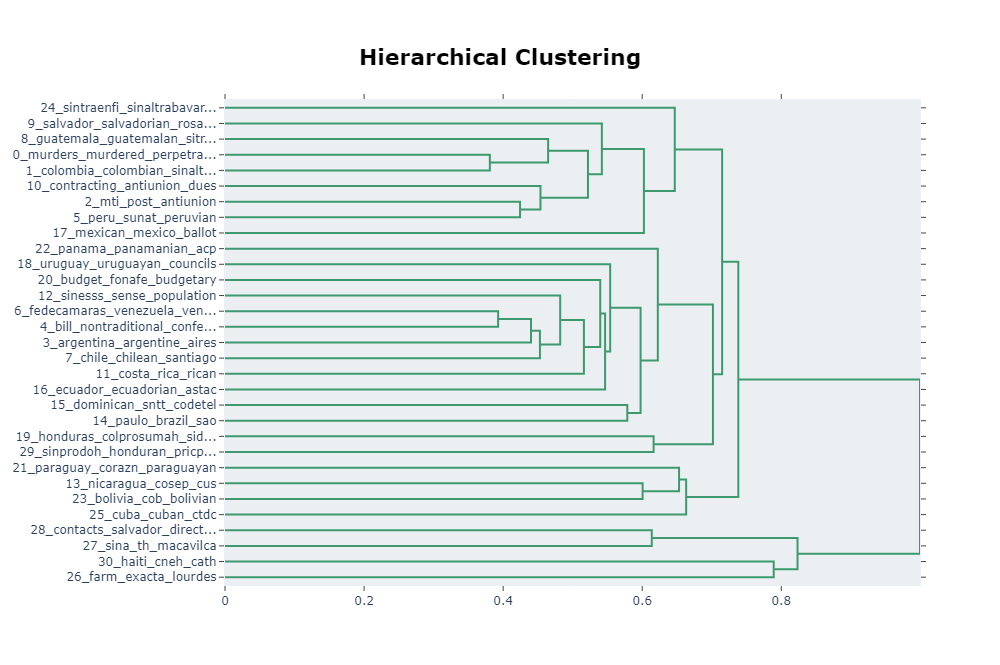 Hierarchical Clustering
24_sintraenfi_sinaltrabavar...
9_salvador_salvadorian_rosa...
8_guatemala_guatemalan_sitr...
0_murders_murdered_perpetra...
1_colombia_colombian_sinalt...
10_contracting_antiunion_dues
2_mti_post_antiunion
5_peru_sunat_peruvian
17_mexican_mexico_ballot
22_panama_panamanian_acp
18_uruguay_uruguayan_councils
20_budget_fonafe_budgetary
12_sinesss_sense_population
6_fedecamaras_venezuela_ven...
4_bill_nontraditional_confe...
3_argentina_argentine_aires
7_chile_chilean_santiago
11_costa_rica_rican
16_ecuador_ecuadorian_astac
15_dominican_sntt_codetel
14_paulo_brazil_sao
19_honduras_colprosumah_sid...
29_sinprodoh_honduran_pricp...
21_paraguay_corazn_paraguayan
13_nicaragua_cosep_cus
23_bolivia_cob_bolivian
25_cuba_cuban_ctdc
28_contacts_salvador_direct...
27_sina_th_macavilca
30_haiti_cneh_cath
26_farm_exacta_lourdes
0 0.2 0.4 0.6 0.8